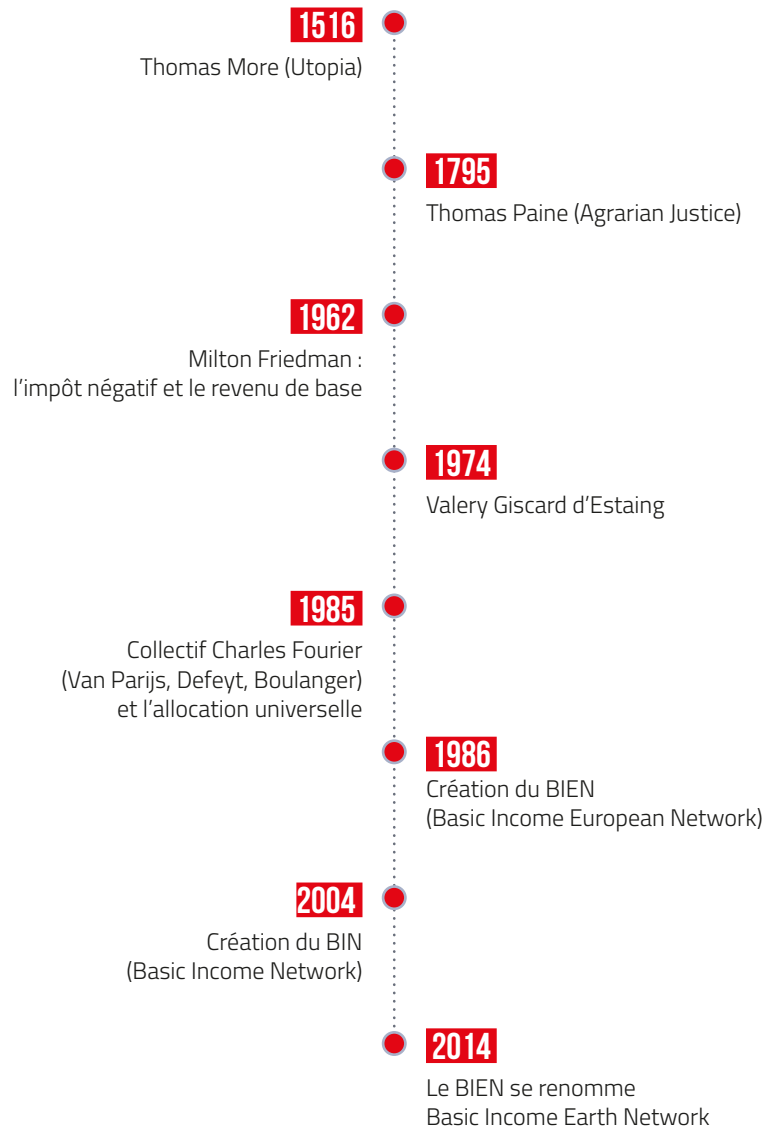 1516
Thomas More (Utopia)
1795
Thomas Paine (Agrarian Justice)
1962
Milton Friedman :
l’impôt négatif et le revenu de base
1974
Valery Giscard d’Estaing
1985
Collectif Charles Fourier
(Van Parijs, Defeyt, Boulanger)
et l’allocation universelle
1986
Création du BIEN
(Basic Income European Network)
2004
Création du BIN
(Basic Income Network)
2014
Le BIEN se renomme
Basic Income Earth Network